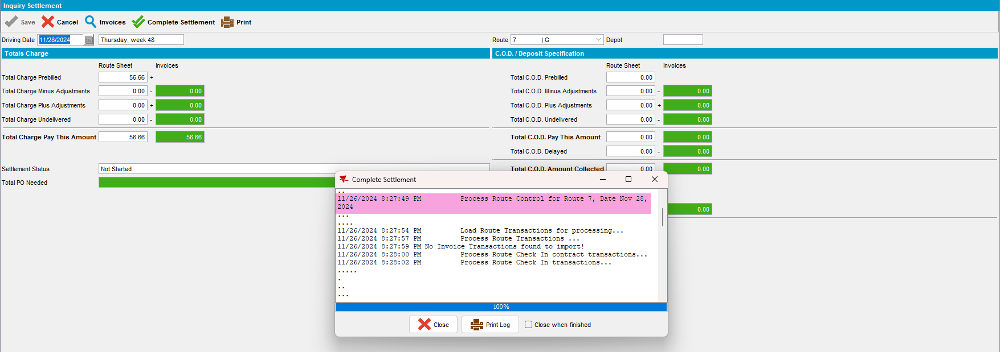 Inquiry Settlement
Save Cancel Invoices Complete Settlement Print
Driving Date 11/28/2024 16 Thursday, week 48 Route 7 | G Depot
Totals Charge C.O.D. / Deposit Specification
Route Sheet Invoices Route Sheet Invoices
Total Charge Prebilled 56.66 + Total C.O.D. Prebilled 0.00
Total Charge Minus Adjustments 0.00 - 0.00 Total C.O.D. Minus Adjustments 0.00 - 0.00
Total Charge Plus Adjustments 0.00 + 0.00 Total C.O.D. Plus Adjustments 0.00 + 0.00
Total Charge Undelivered 0.00 - 0.00 Total C.O.D. Undelivered 0.00 - 0.00
Total Charge Pay This Amount 56.66 56.66 Total C.O.D. Pay This Amount 0.00 0.00
Total C.O.D. Delayed 0.00 - 0.00
Settlement Status Not Started Total C.O.D. Amount Collected 0.00 0.00
Total PO Needed
0.00
Complete Settlement
..
11/26/2024 8:27:49 PM Process Route Control for Route 7, Date Nov 28,
2024
...
....
11/26/2024 8:27:54 PM Load Route Transactions for processing...
11/26/2024 8:27:57 PM Process Route Transactions ...
11/26/2024 8:27:59 PM No Invoice Transactions found to import!
11/26/2024 8:28:00 PM Process Route Check In contract transactions...
11/26/2024 8:28:02 PM Process Route Check In transactions...
.....
.
..
...
100%
Close Print Log Close when finished